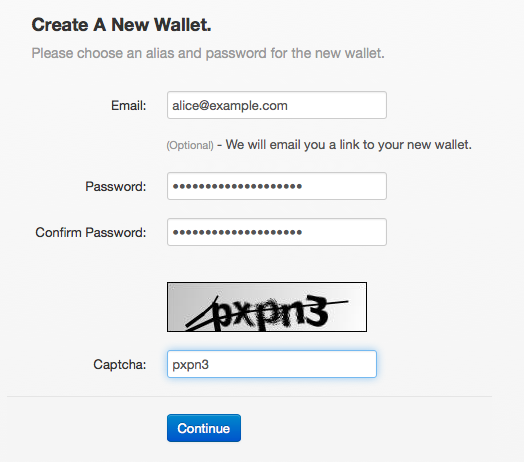 Create A New Wallet.
Please choose an alias and password for the new wallet.
Email: alice@example.com
(Optional) - We will email you a link to your new wallet.
Password: ••••••••••••••••••••
Confirm Password: ••••••••••••••••••••
pxpn3
Captcha: pxpn3
Continue